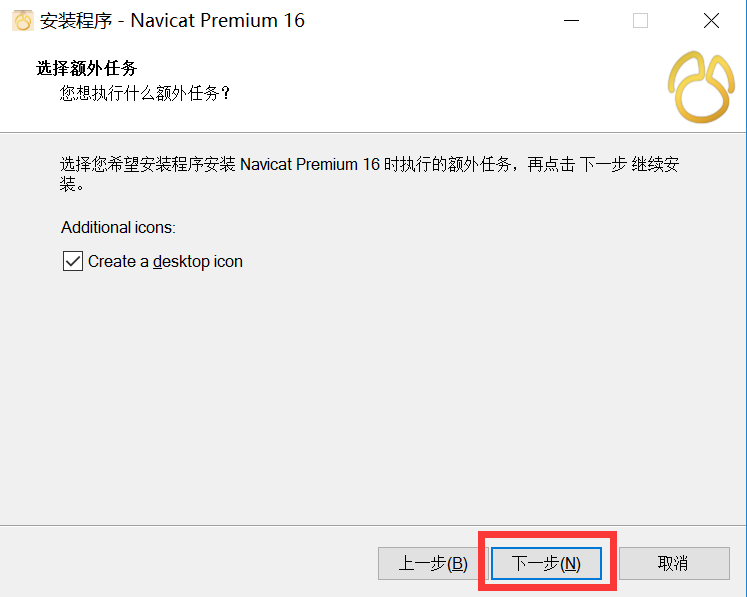 安装程序 - Navicat Premium 16
选择额外任务
您想执行什么额外任务？
选择您希望安装程序安装 Navicat Premium 16 时执行的额外任务，再点击 下一步 继续安
装。
Additional icons:
Create a desktop icon
上一步(B) 下一步(N) 取消